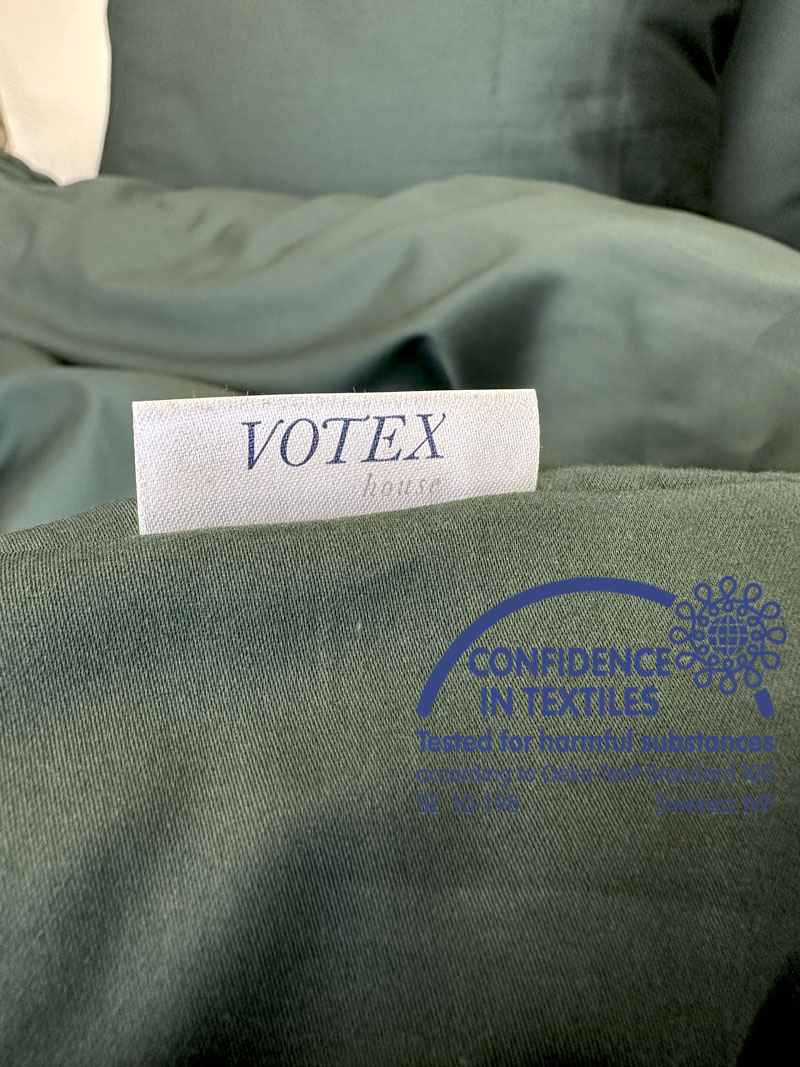 VOTEX
house
CONFIDENCE
IN TEXTILES
Tested for harmful substances
according to Oeko-Tex® Standard 100
SE 10-198 Swerea IVF